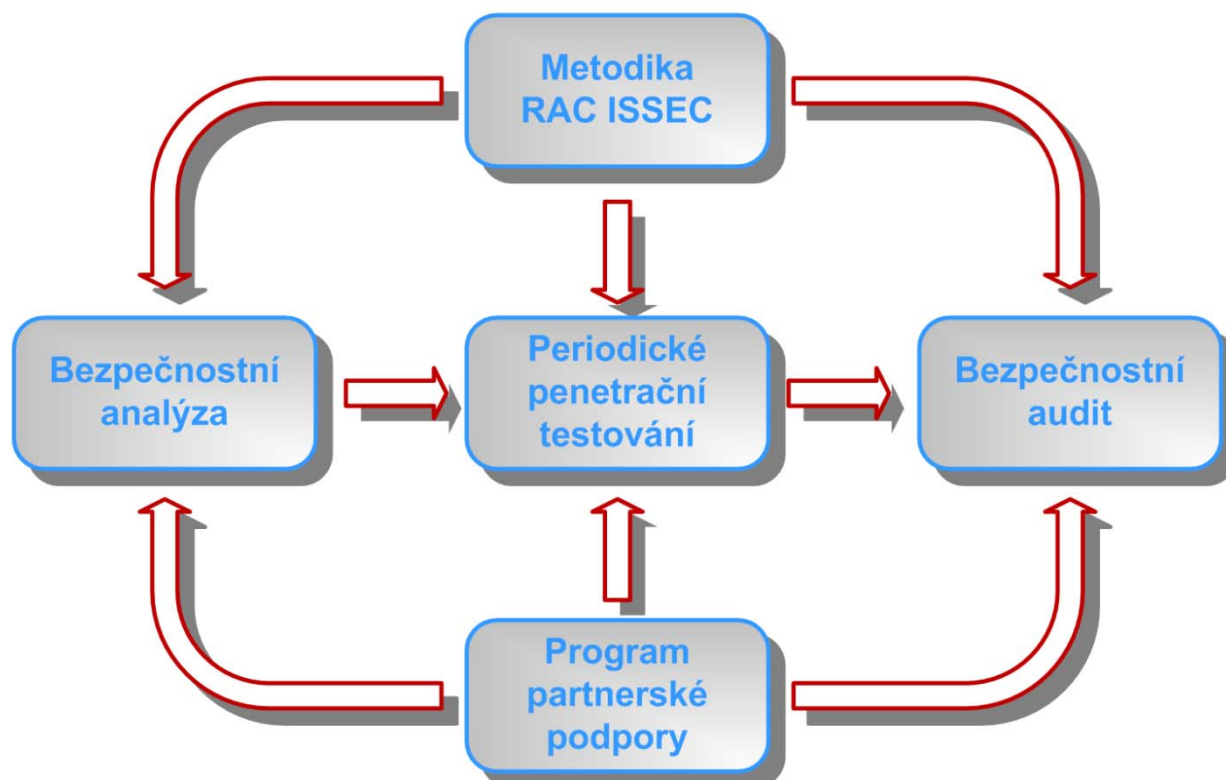 Metodika
RAC ISSEC
Bezpečnostní
analýza
Periodické
penetrační
testování
Bezpečnostní
audit
Program
partnerské
podpory